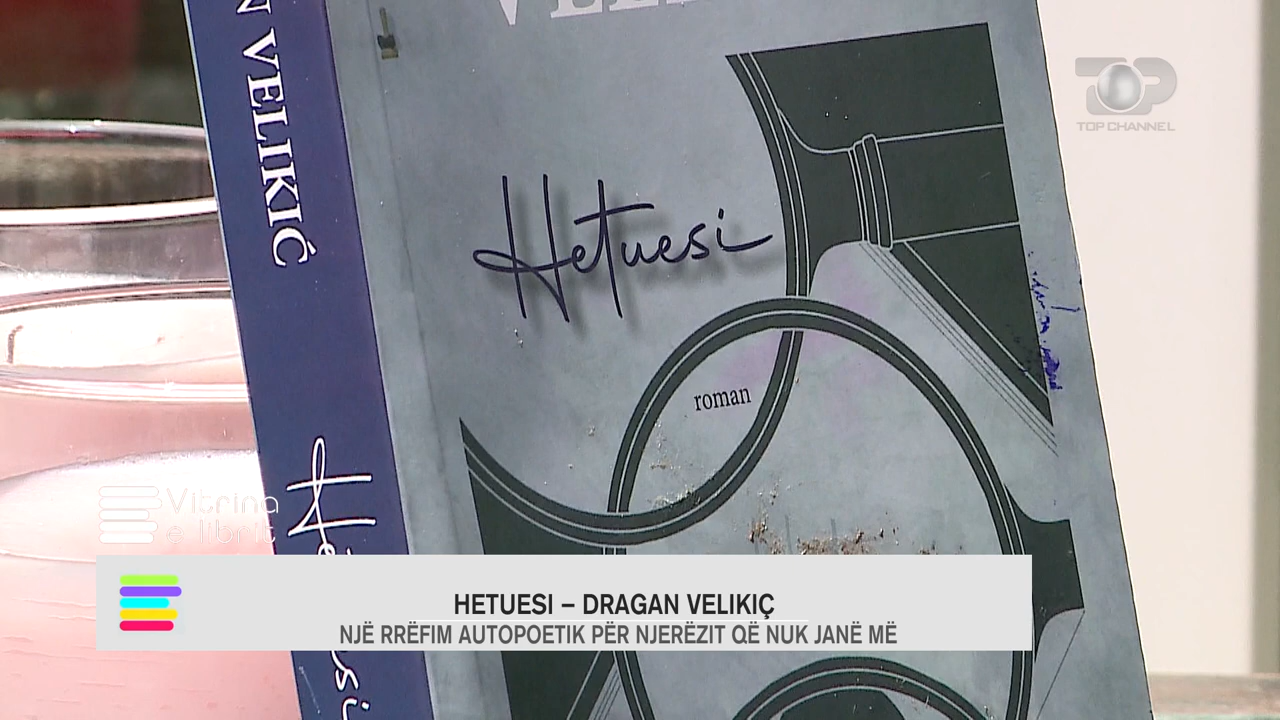 N VELIKIĆ
TOP
TOP CHANNEL
Hetuesi
roman
Vitrina
e librit
HETUESI – DRAGAN VELIKIÇ
NJË RRËFIM AUTOPOETIK PËR NJERËZIT QË NUK JANË MË